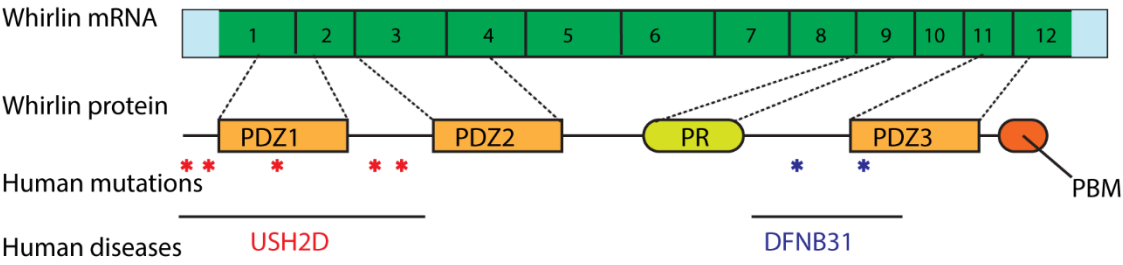 Whirlin mRNA
1 2 3 4 5 6 7 8 9 10 11 12
Whirlin protein
PDZ1 PDZ2 PR PDZ3
* * * * * * *
Human mutations
PBM
USH2D DFNB31
Human diseases